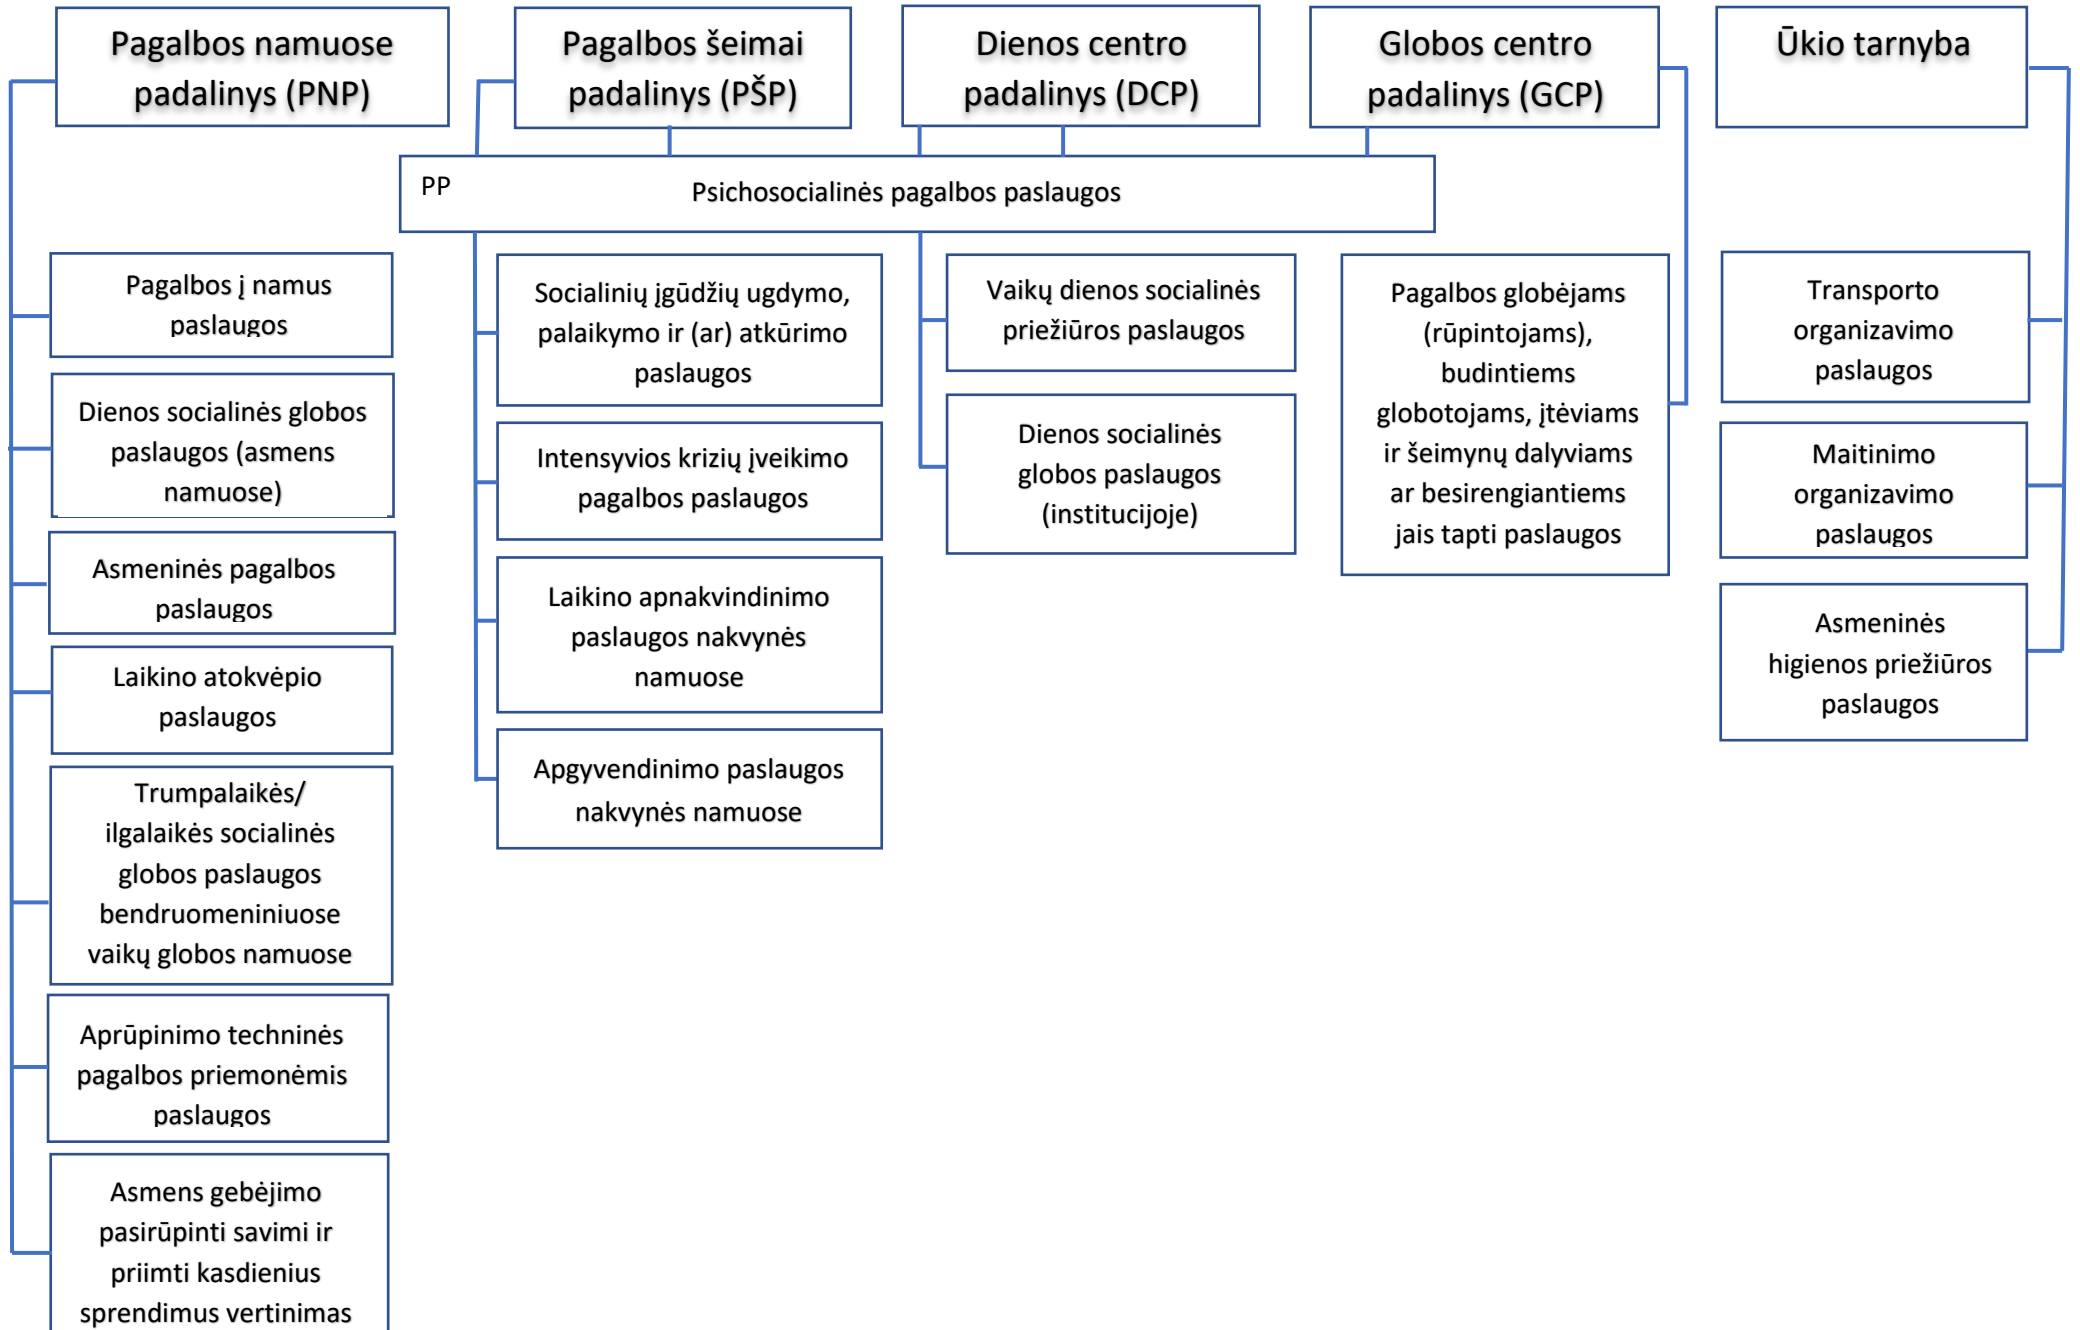 Pagalbos namuose
padalinys (PNP)
Pagalbos šeimai
padalinys (PŠP)
Dienos centro
padalinys (DCP)
Globos centro
padalinys (GCP)
Ūkio tarnyba
PP
Psichosocialinės pagalbos paslaugos
Pagalbos į namus
paslaugos
Dienos socialinės globos
paslaugos (asmens
namuose)
Asmeninės pagalbos
paslaugos
Laikino atokvėpio
paslaugos
Trumpalaikės/
ilgalaikės socialinės
globos paslaugos
bendruomeniniuose
vaikų globos namuose
Aprūpinimo techninės
pagalbos priemonėmis
paslaugos
Asmens gebėjimo
pasirūpinti savimi ir
priimti kasdienius
sprendimus vertinimas
Socialinių įgūdžių ugdymo,
palaikymo ir (ar) atkūrimo
paslaugos
Intensyvios krizių įveikimo
pagalbos paslaugos
Laikino apnakvindinimo
paslaugos nakvynės
namuose
Apgyvendinimo paslaugos
nakvynės namuose
Vaikų dienos socialinės
priežiūros paslaugos
Dienos socialinės
globos paslaugos
(institucijoje)
Pagalbos globėjams
(rūpintojams),
budintiems
globotojams, įtėviams
ir šeimynų dalyviams
ar besirengiantiems
jais tapti paslaugos
Transporto
organizavimo
paslaugos
Maitinimo
organizavimo
paslaugos
Asmeninės
higienos priežiūros
paslaugos